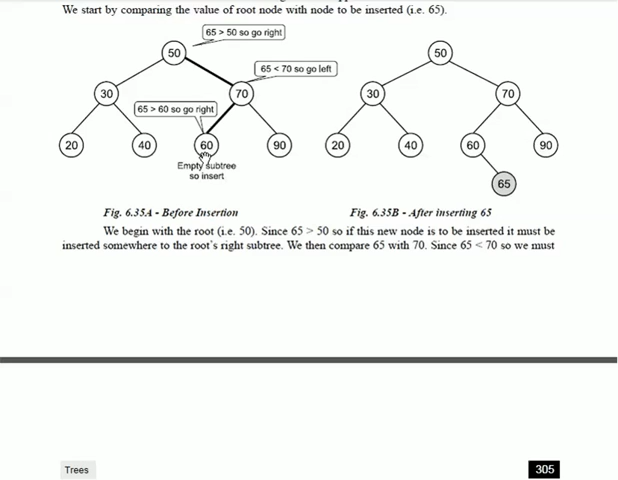 We start by comparing the value of root node with node to be inserted (i.e. 65).
65 > 50 so go right
50
65 < 70 so go left
30
70
65 > 60 so go right
20
40
60
90
Empty subtree
so insert
50
30
70
20
40
60
90
65
Fig. 6.35A - Before Insertion
Fig. 6.35B - After inserting 65
We begin with the root (i.e. 50). Since 65 > 50 so if this new node is to be inserted it must be
inserted somewhere to the root's right subtree. We then compare 65 with 70. Since 65 < 70 so we must
Trees
305